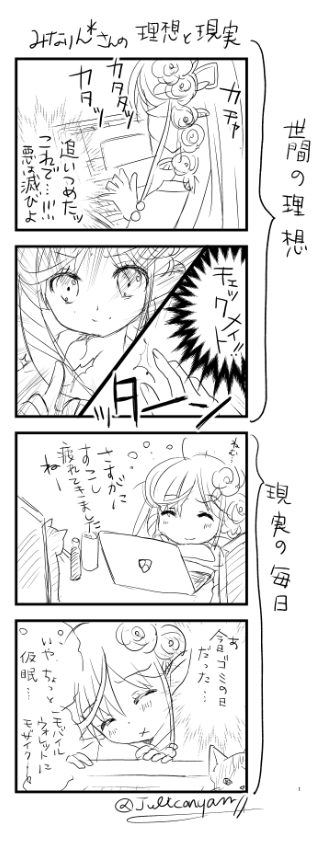 みなりん*さんの 理想と現実
世間の理想
カチャ
カタタッ
カタッ
追いつめたッ
これで…!!!
悪は滅びよ
チェックメイト!!
ッターン
現実の毎日
ねむ…
さすがに
すこし
疲れてきました
ねー
あ
今日ゴミの日
だった…
いや、ちょっと
仮眠…
モバイル
ウォレットに
モザイク…